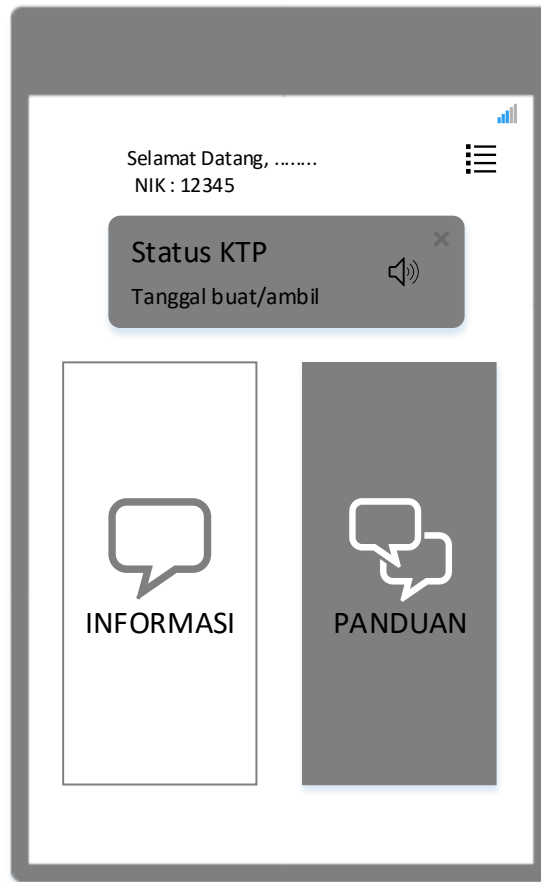 Selamat Datang, ........
NIK : 12345
Status KTP
Tanggal buat/ambil
INFORMASI
PANDUAN